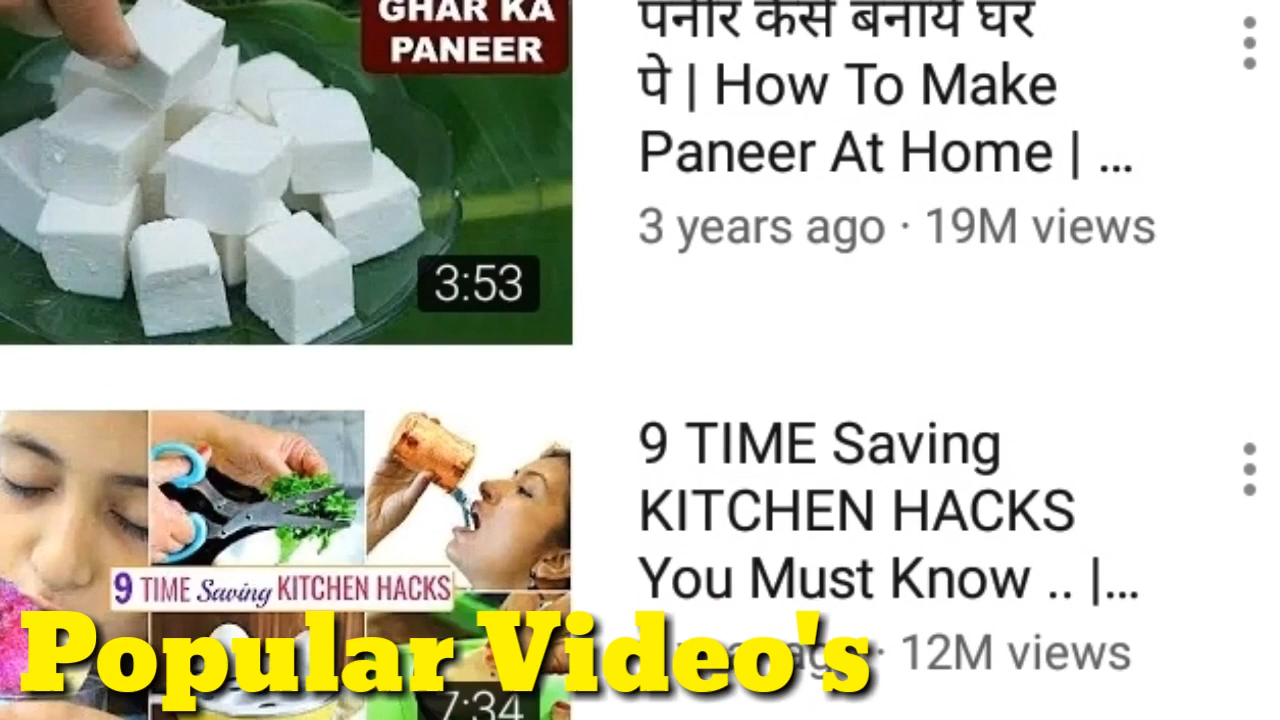 GHAR KA
PANEER
3:53
पनीर कैसे बनाये घर
पे | How To Make
Paneer At Home | ...
3 years ago · 19M views
9 TIME Saving KITCHEN HACKS
7:34
9 TIME Saving
KITCHEN HACKS
You Must Know .. |...
ago · 12M views
Popular Video's